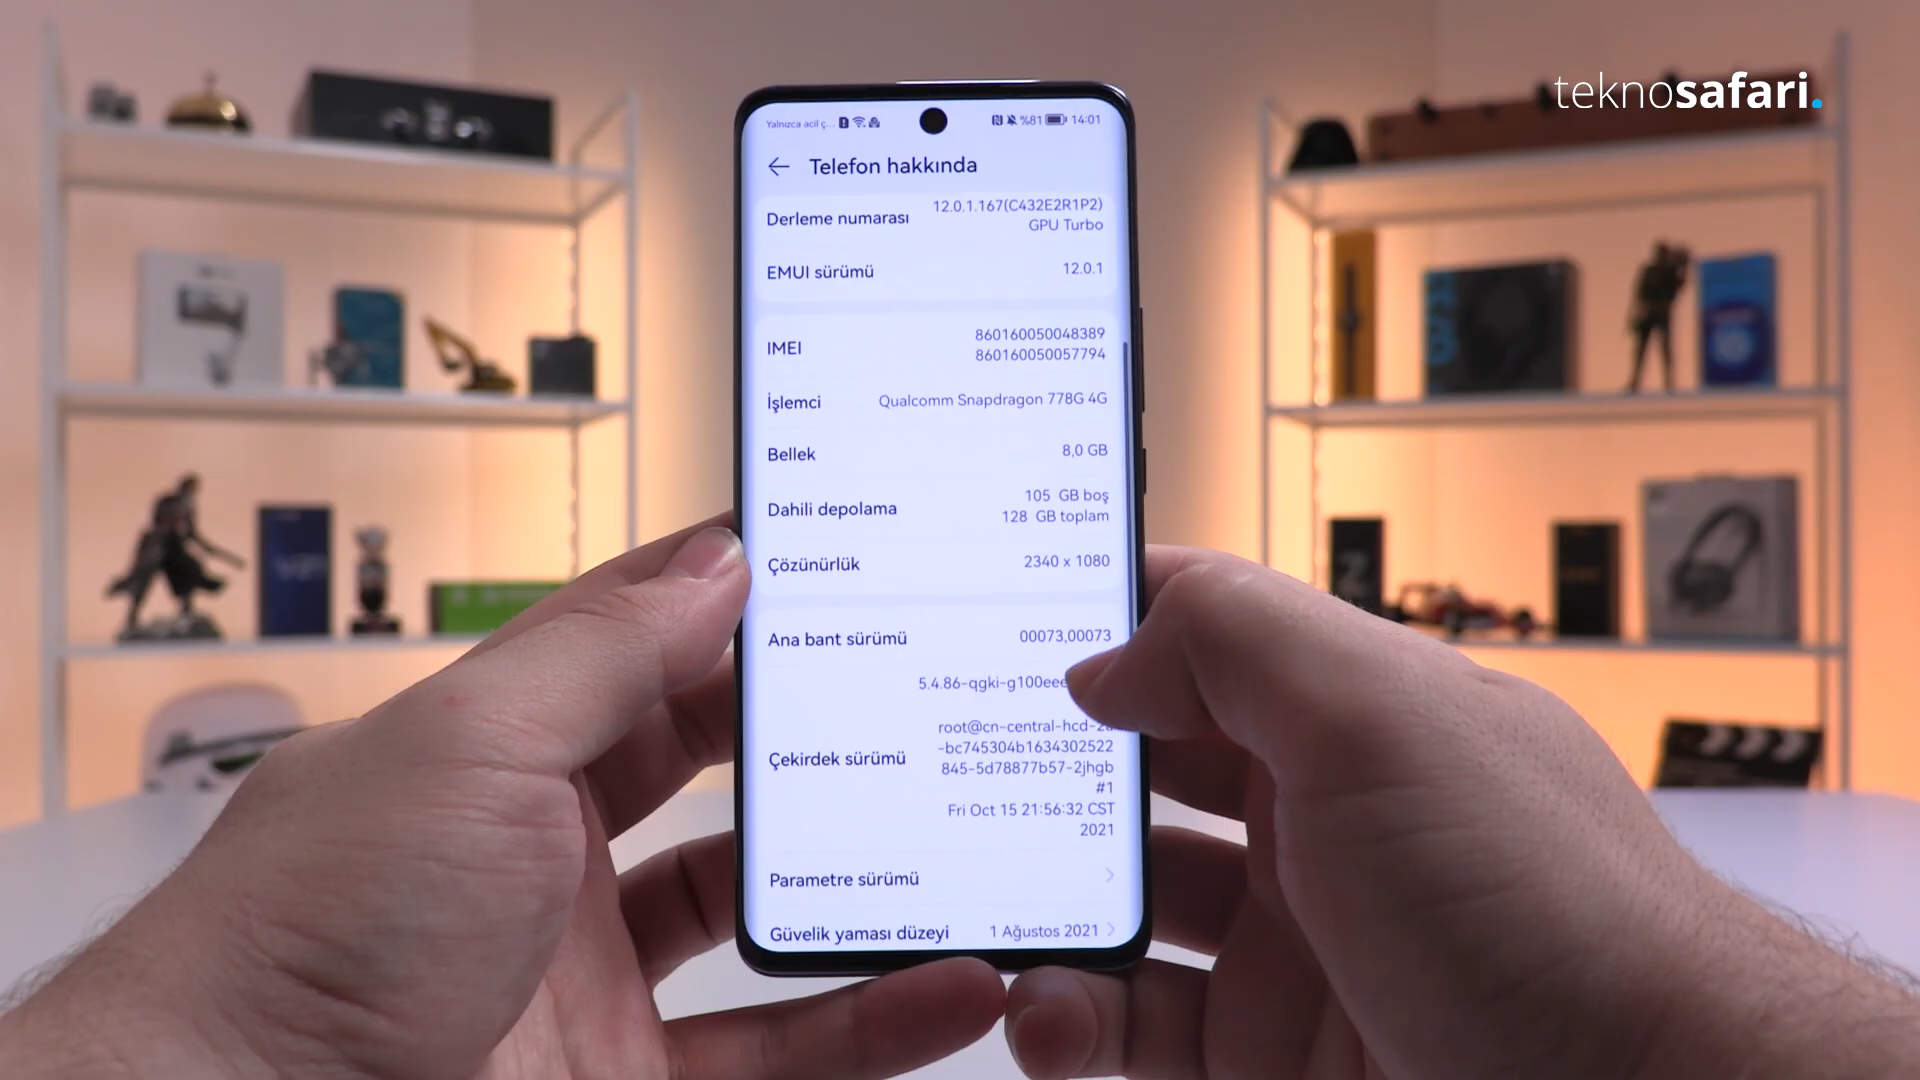 teknosafari.
Yalnızca acil ç...
%81 14:01
Telefon hakkında
Derleme numarası
12.0.1.167(C432E2R1P2)
GPU Turbo
EMUI sürümü
12.0.1
IMEI
860160050048389
860160050057794
İşlemci
Qualcomm Snapdragon 778G 4G
Bellek
8,0 GB
Dahili depolama
105 GB boş
128 GB toplam
Çözünürlük
2340 x 1080
Ana bant sürümü
00073,00073
Çekirdek sürümü
5.4.86-qgki-g100eee
root@cn-central-hcd-2
-bc745304b1634302522
845-5d78877b57-2jhgb
#1
Fri Oct 15 21:56:32 CST
2021
Parametre sürümü
Güvelik yaması düzeyi
1 Ağustos 2021